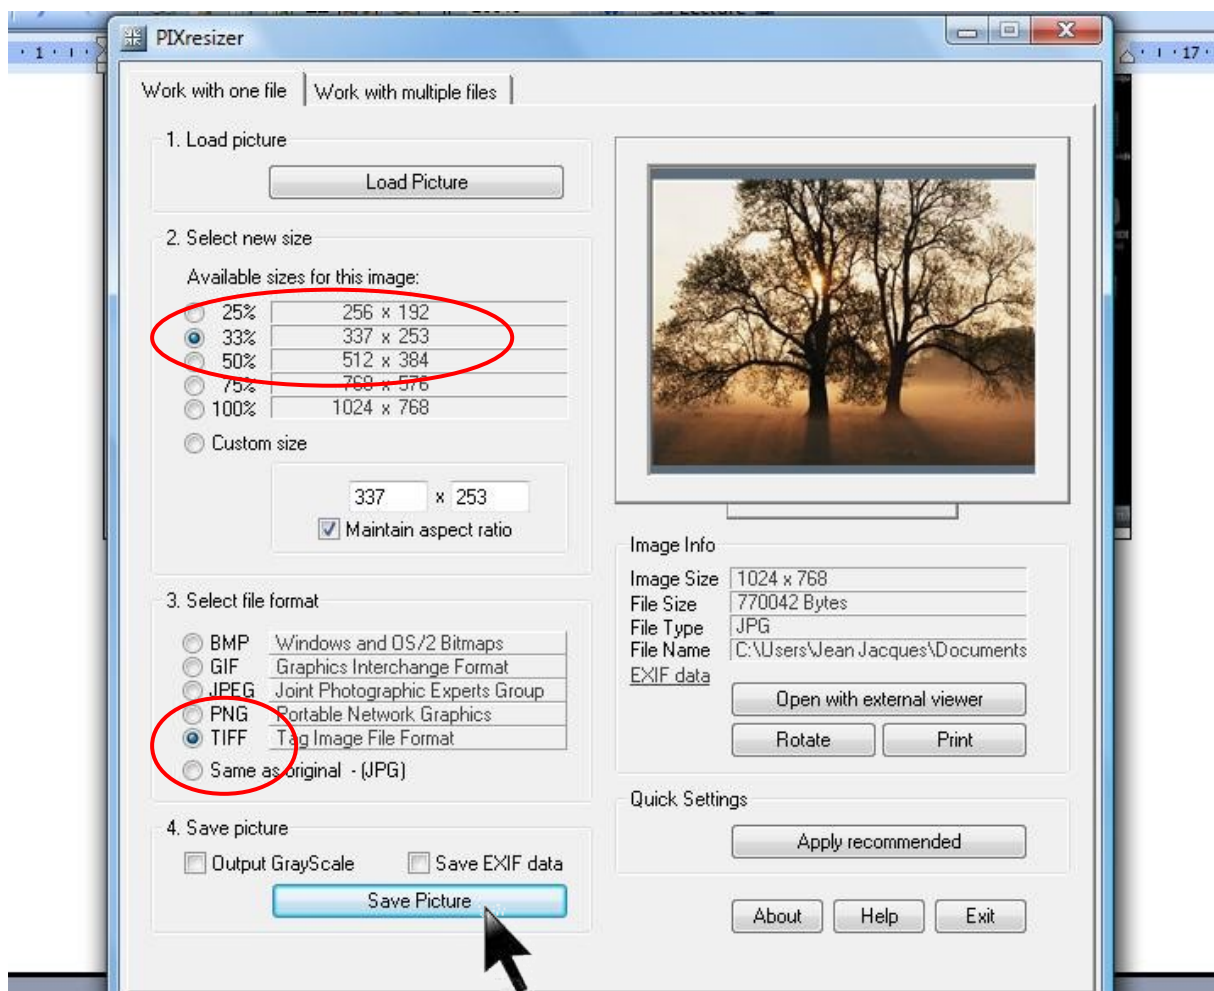 PIXresizer
1
17
Work with one file
Work with multiple files
1. Load picture
Load Picture
2. Select new size
Available sizes for this image:
25% 256 x 192
33% 337 x 253
50% 512 x 384
75% 768 x 576
100% 1024 x 768
Custom size
337 x 253
Maintain aspect ratio
3. Select file format
BMP Windows and OS/2 Bitmaps
GIF Graphics Interchange Format
JPEG Joint Photographic Experts Group
PNG Portable Network Graphics
TIFF Tag Image File Format
Same as original - (JPG)
4. Save picture
Output GrayScale Save EXIF data
Save Picture
Image Info
Image Size 1024 x 768
File Size 770042 Bytes
File Type JPG
File Name C:\Users\Jean Jacques\Documents
EXIF data
Open with external viewer
Rotate Print
Quick Settings
Apply recommended
About Help Exit